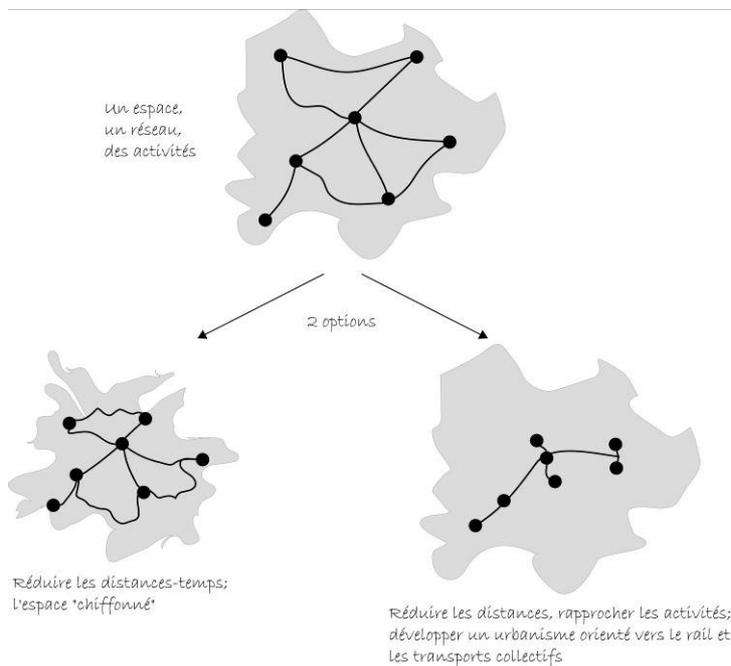 Un espace,
un réseau,
des activités
2 options
Réduire les distances-temps;
l'espace "chiffonné"
Réduire les distances, rapprocher les activités;
développer un urbanisme orienté vers le rail et
les transports collectifs